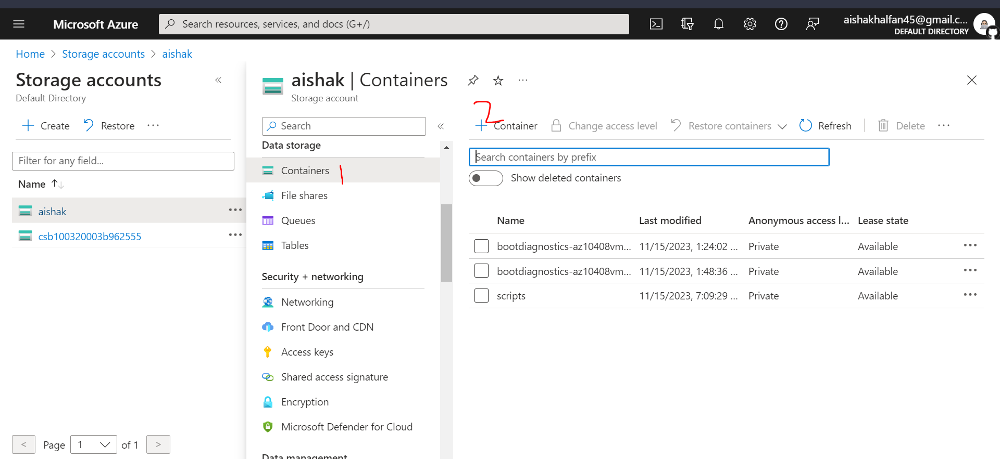 Microsoft Azure
Search resources, services, and docs (G+/)
aishakhalfan45@gmail.c...
DEFAULT DIRECTORY
Home > Storage accounts > aishak
Storage accounts
Default Directory
Create
Restore
Filter for any field...
Name
aishak
csb100320003b962555
< Page 1 of 1 >
aishak | Containers
Storage account
Search
Data storage
Containers 1
File shares
Queues
Tables
Security + networking
Networking
Front Door and CDN
Access keys
Shared access signature
Encryption
Microsoft Defender for Cloud
Data management
2
Container
Change access level
Restore containers
Refresh
Delete
Search containers by prefix
Show deleted containers
Name Last modified Anonymous access l... Lease state
bootdiagnostics-az10408vm... 11/15/2023, 1:24:02 ... Private Available
bootdiagnostics-az10408vm... 11/15/2023, 1:48:36 ... Private Available
scripts 11/15/2023, 7:09:29 ... Private Available